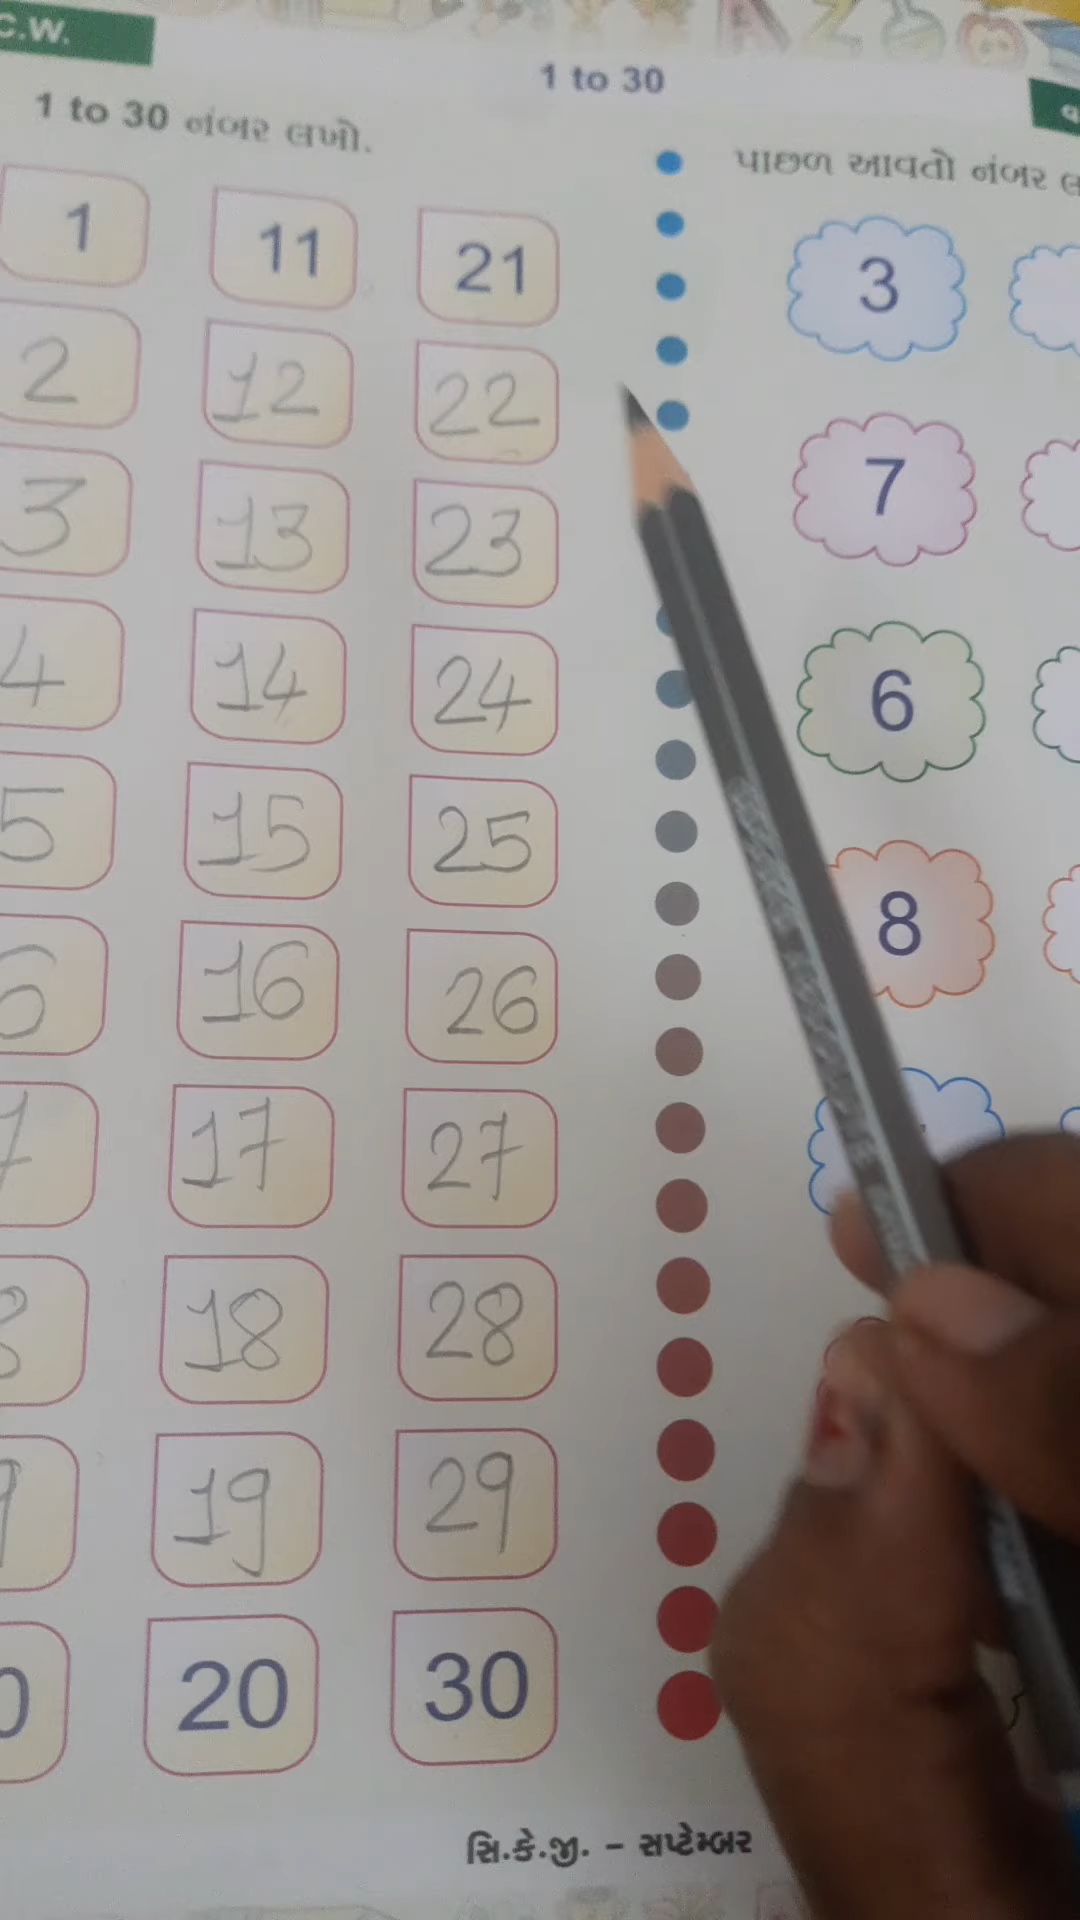 C.W.
1 to 30
1 to 30 નંબર લખો.
1 11 21
2 12 22
3 13 23
4 14 24
5 15 25
6 16 26
7 17 27
8 18 28
9 19 29
20 30
પાછળ આવતો નંબર
3
7
6
8
સિ.કે.જી. - સપ્ટેમ્બર